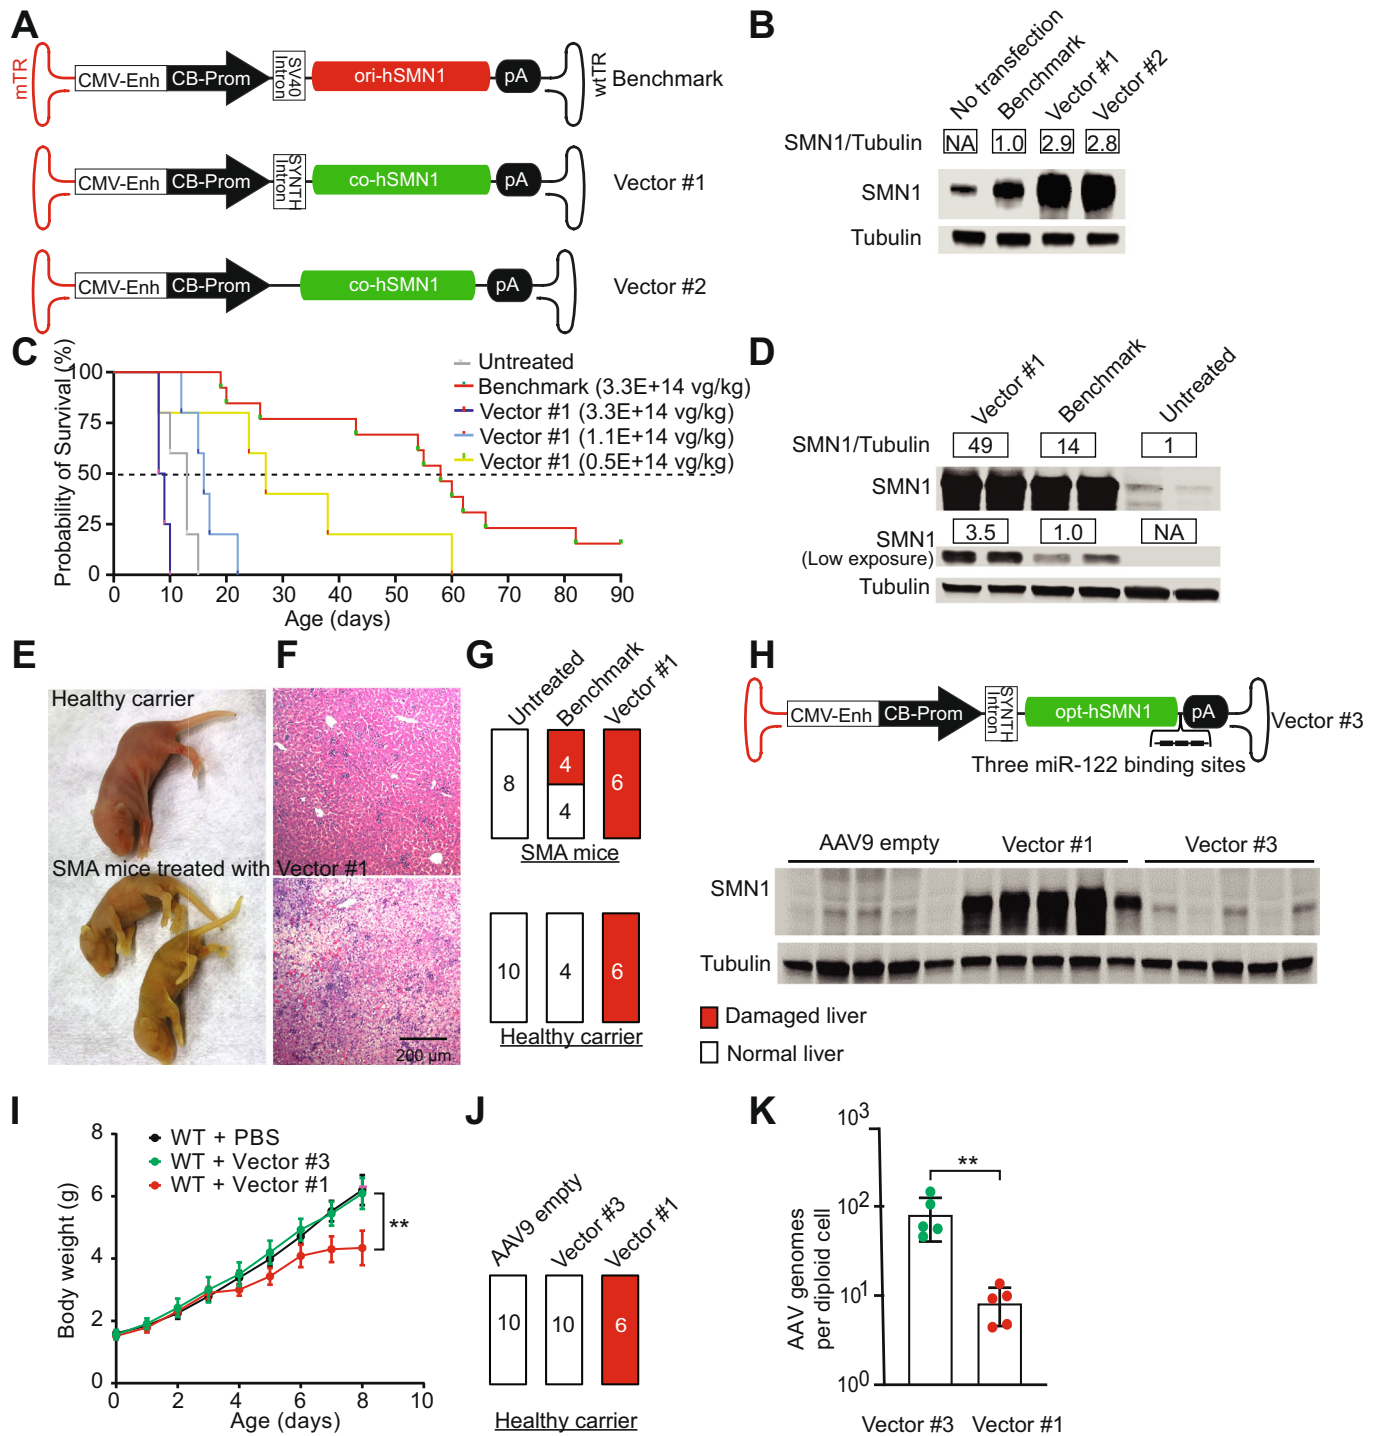 A
mTR
CMV-Enh
CB-Prom
SV40
Intron
ori-hSMN1
pA
wtTR
Benchmark
CMV-Enh
CB-Prom
SYNTH
Intron
co-hSMN1
pA
Vector #1
CMV-Enh
CB-Prom
co-hSMN1
pA
Vector #2
B
No transfection
Benchmark
Vector #1
Vector #2
SMN1/Tubulin
NA 1.0 2.9 2.8
SMN1
Tubulin
C
Probability of Survival (%)
100
75
50
25
0
0 10 20 30 40 50 60 70 80 90
Age (days)
Untreated
Benchmark (3.3E+14 vg/kg)
Vector #1 (3.3E+14 vg/kg)
Vector #1 (1.1E+14 vg/kg)
Vector #1 (0.5E+14 vg/kg)
D
Vector #1
Benchmark
Untreated
SMN1/Tubulin
49 14 1
SMN1
3.5 1.0 NA
SMN1
(Low exposure)
Tubulin
E
Healthy carrier
SMA mice treated with Vector #1
F
200 µm
G
Untreated
Benchmark
Vector #1
8
4
4
6
SMA mice
10
4
6
Healthy carrier
H
CMV-Enh
CB-Prom
SYNTH
Intron
opt-hSMN1
pA
Vector #3
Three miR-122 binding sites
AAV9 empty
Vector #1
Vector #3
SMN1
Tubulin
Damaged liver
Normal liver
I
Body weight (g)
8
6
4
2
0
0 2 4 6 8 10
Age (days)
WT + PBS
WT + Vector #3
WT + Vector #1
**
J
AAV9 empty
Vector #3
Vector #1
10
10
6
Healthy carrier
K
AAV genomes
per diploid cell
10³
10²
10¹
10⁰
**
Vector #3
Vector #1